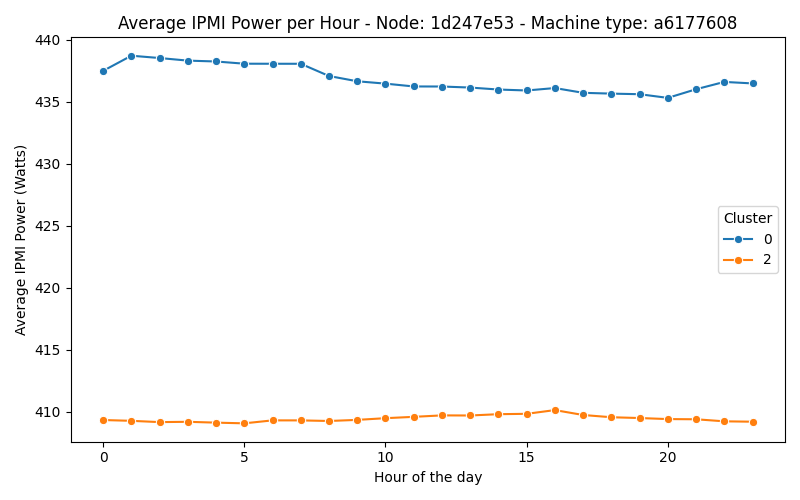 Average IPMI Power per Hour - Node: 1d247e53 - Machine type: a6177608
Average IPMI Power (Watts)
440
435
430
425
420
415
410
Cluster
0
2
0 5 10 15 20
Hour of the day